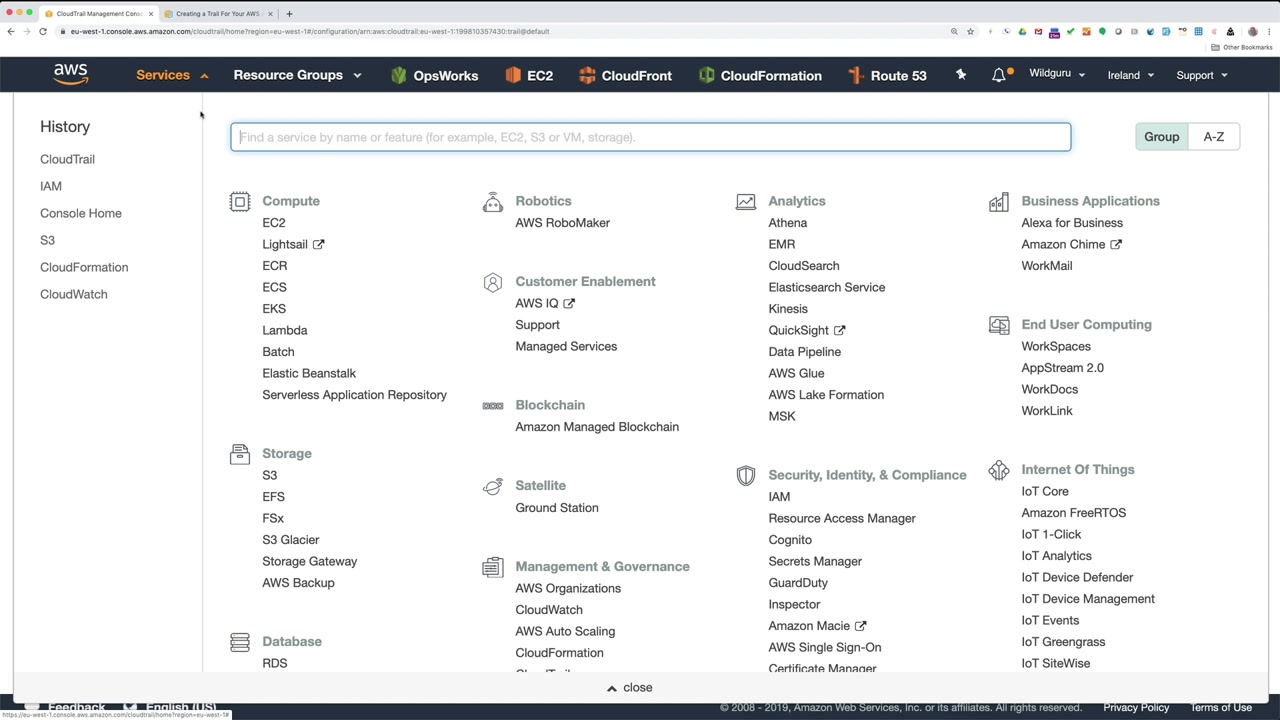 CloudTrail Management Cons
Creating a Trail For Your AWS
eu-west-1.console.aws.amazon.com/cloudtrail/home?region=eu-west-1#/configuration/arn:aws:cloudtrail:eu-west-1:199810357430:trail@default
Other Bookmarks
aws
Services
Resource Groups
OpsWorks
EC2
CloudFront
CloudFormation
Route 53
Wildguru
Ireland
Support
History
CloudTrail
IAM
Console Home
S3
CloudFormation
CloudWatch
Find a service by name or feature (for example, EC2, S3 or VM, storage).
Group
A-Z
Compute
EC2
Lightsail
ECR
ECS
EKS
Lambda
Batch
Elastic Beanstalk
Serverless Application Repository
Storage
S3
EFS
FSx
S3 Glacier
Storage Gateway
AWS Backup
Database
RDS
Robotics
AWS RoboMaker
Customer Enablement
AWS IQ
Support
Managed Services
Blockchain
Amazon Managed Blockchain
Satellite
Ground Station
Management & Governance
AWS Organizations
CloudWatch
AWS Auto Scaling
CloudFormation
CloudTrail
Analytics
Athena
EMR
CloudSearch
Elasticsearch Service
Kinesis
QuickSight
Data Pipeline
AWS Glue
AWS Lake Formation
MSK
Security, Identity, & Compliance
IAM
Resource Access Manager
Cognito
Secrets Manager
GuardDuty
Inspector
Amazon Macie
AWS Single Sign-On
Certificate Manager
Business Applications
Alexa for Business
Amazon Chime
WorkMail
End User Computing
WorkSpaces
AppStream 2.0
WorkDocs
WorkLink
Internet Of Things
IoT Core
Amazon FreeRTOS
IoT 1-Click
IoT Analytics
IoT Device Defender
IoT Device Management
IoT Events
IoT Greengrass
IoT SiteWise
close
Feedback
English (US)
© 2008 - 2019, Amazon Web Services, Inc. or its affiliates. All rights reserved.
Privacy Policy
Terms of Use
https://eu-west-1.console.aws.amazon.com/cloudtrail/home?region=eu-west-1#